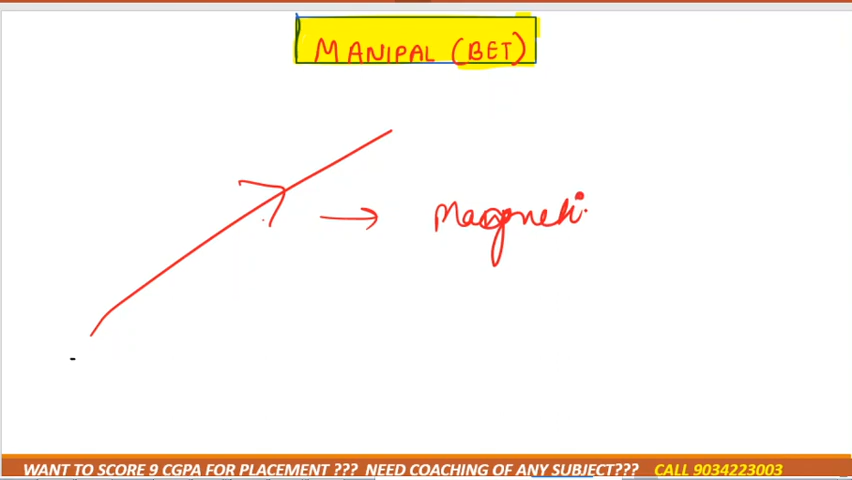 MANIPAL (BET)
Magneti
WANT TO SCORE 9 CGPA FOR PLACEMENT ??? NEED COACHING OF ANY SUBJECT??? CALL 9034223003